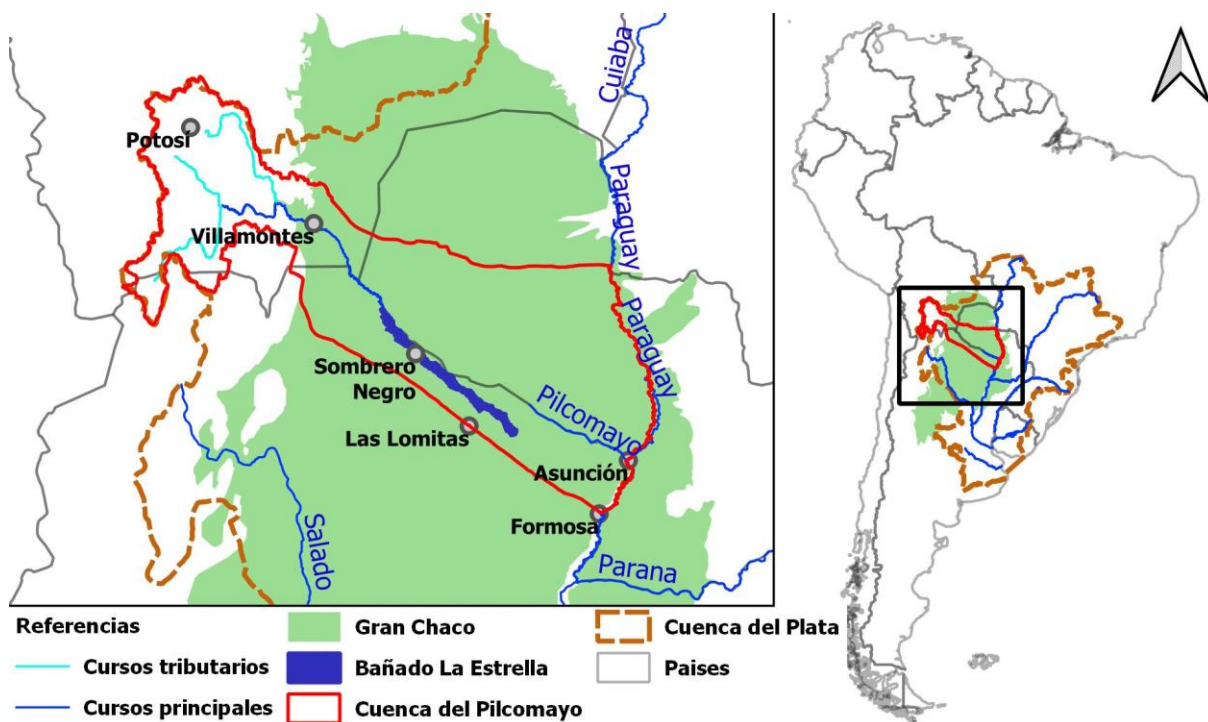 Cuiaba
Potosí
Paraguay
Villamontes
Paraguay
Sombrero
Negro
Pilcomayo
Las Lomitas
Asunción
Salado
Formosa
Parana
Referencias
Gran Chaco
Cuenca del Plata
Cursos tributarios
Bañado La Estrella
Paises
Cursos principales
Cuenca del Pilcomayo